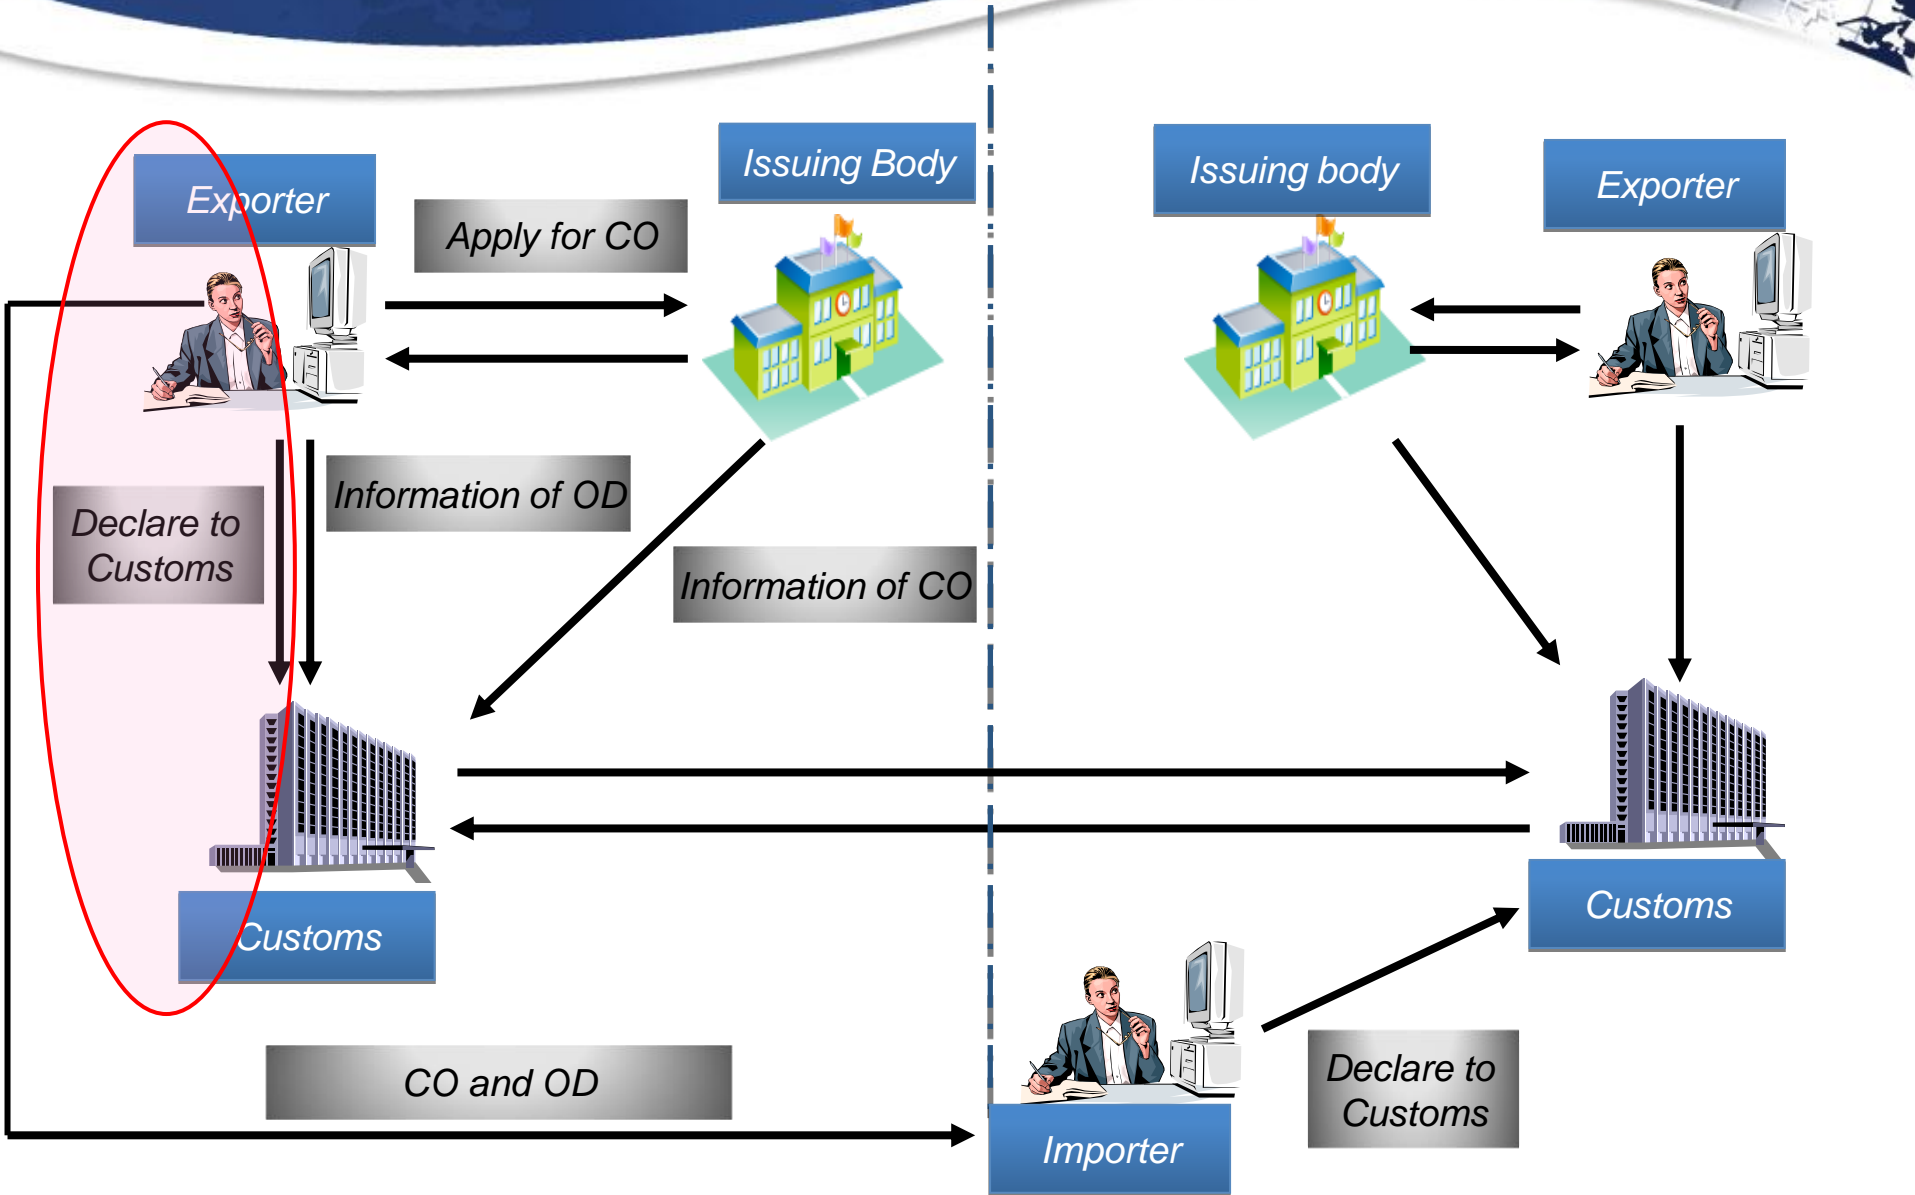 Exporter
Issuing Body
Issuing body
Exporter
Apply for CO
Information of OD
Declare to
Customs
Information of CO
Customs
Customs
CO and OD
Declare to
Customs
Importer